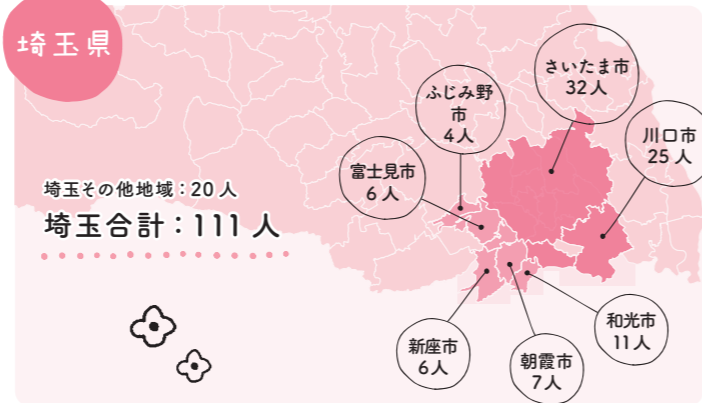 埼玉県
さいたま市
32人
ふじみ野
市
4人
川口市
25人
富士見市
6人
埼玉その他地域：20人
埼玉合計：111人
和光市
11人
新座市
6人
朝霞市
7人